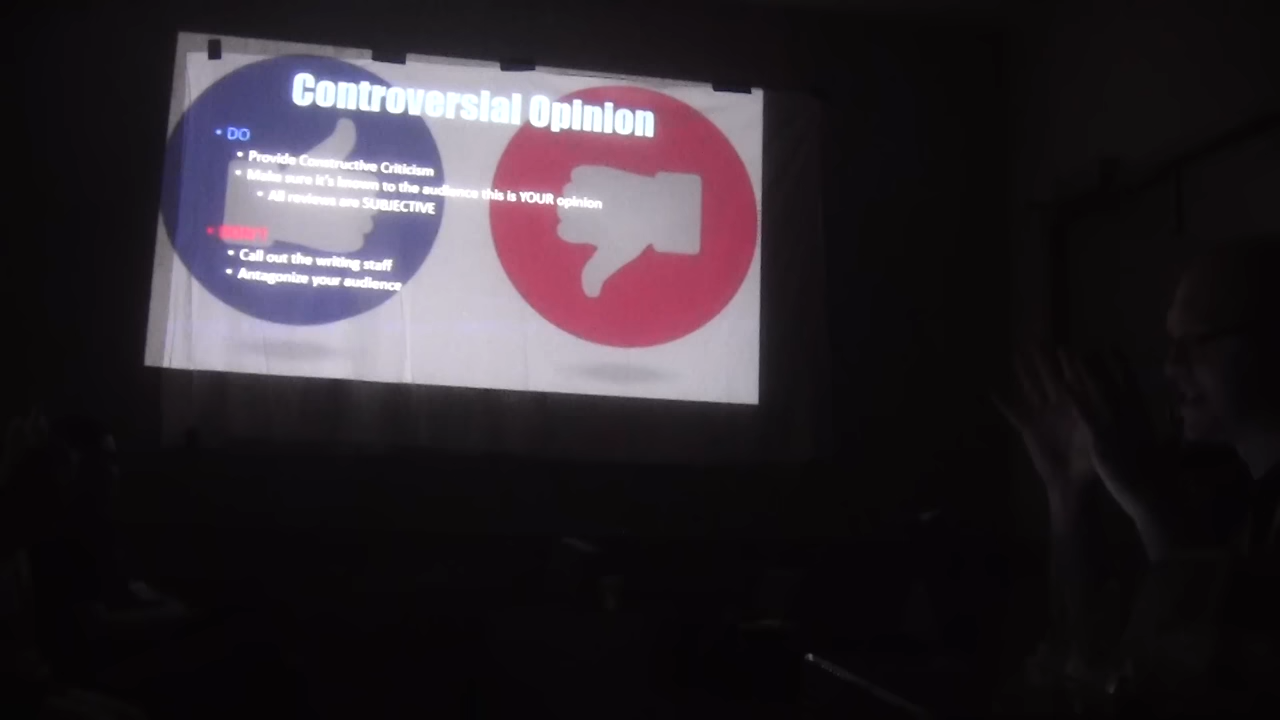 Controversial Opinion
• DO
• Provide Constructive Criticism
• Make sure it's known to the audience this is YOUR opinion
• All reviews are SUBJECTIVE
• Call out the writing staff
• Antagonize your audience